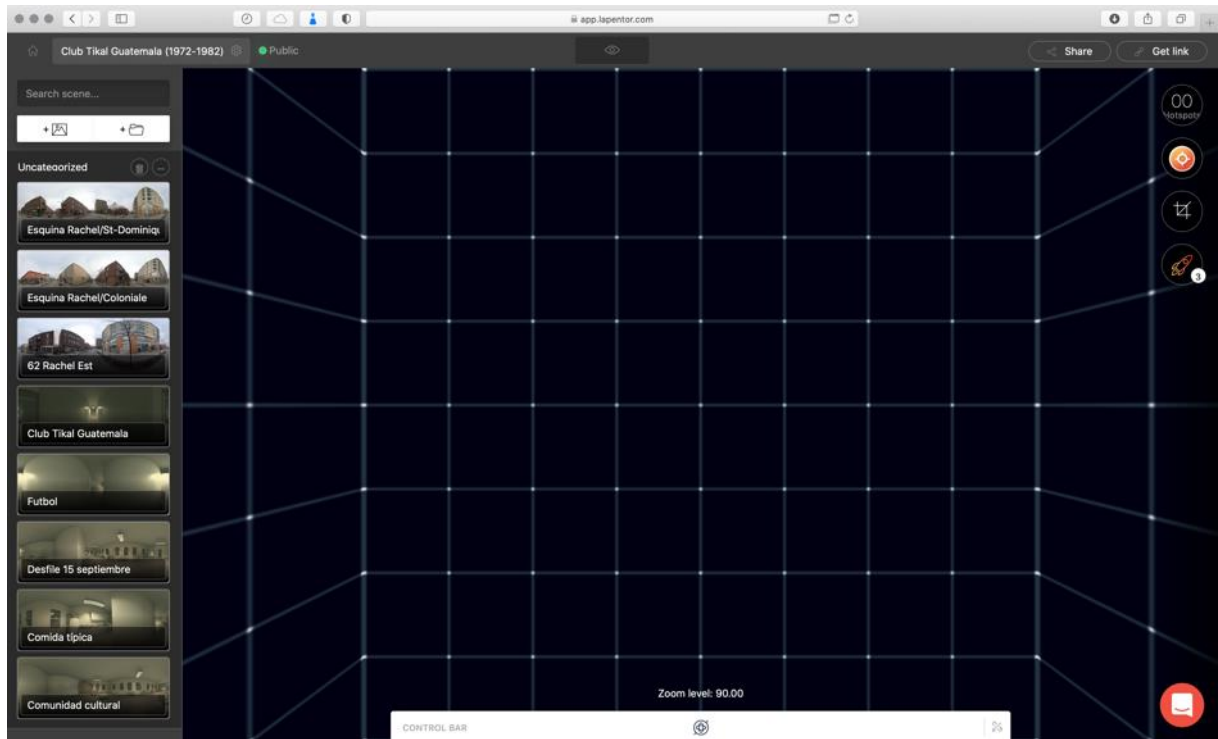 app.lapentor.com
Club Tikal Guatemala (1972-1982)
Public
Share
Get link
Search scene...
Uncategorized
Esquina Rachel/St-Dominiqu
Esquina Rachel/Coloniale
62 Rachel Est
Club Tikal Guatemala
Futbol
Desfile 15 septiembre
Comida típica
Comunidad cultural
Hotspots
3
Zoom level: 90.00
CONTROL BAR